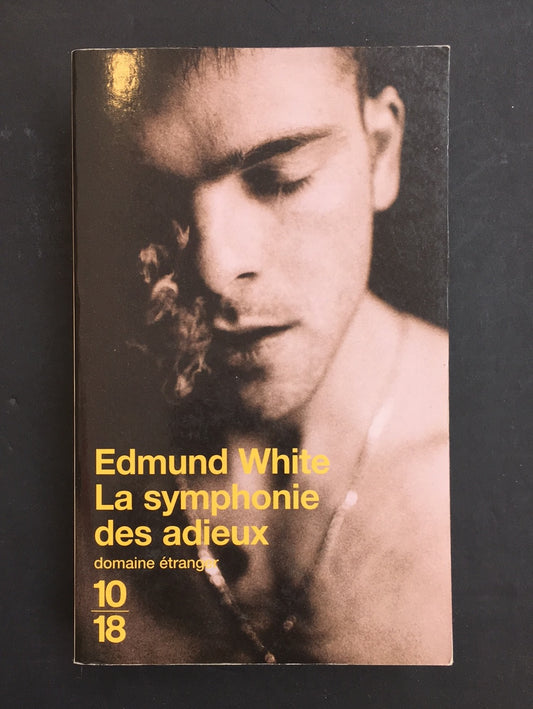 Edmund White
La symphonie
des adieux
domaine étranger
10
18